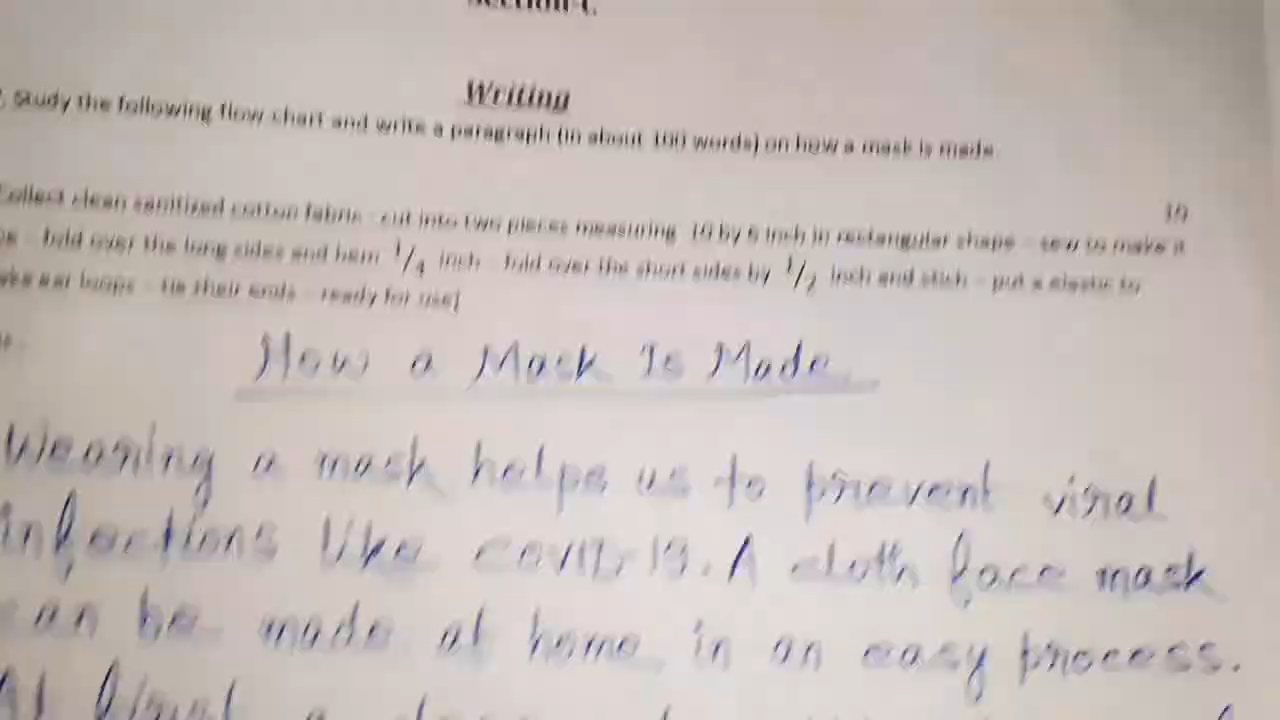 Section-C
Writing
Study the following flow chart and write a paragraph (in about 100 words) on how a mask is made
10
Collect clean sanitized cotton fabric - cut into two pieces measuring 10 by 6 inch in rectangular shape - sew to make it
- fold over the long sides and hem 1/4 inch - fold over the short sides by 1/2 inch and stich - put a elastic to
ear loops - tie their ends - ready for use]
How a Mask Is Made
Wearing a mask helps us to prevent viral
infections like covid-19. A cloth face mask
can be made at home in an easy process.
At first a